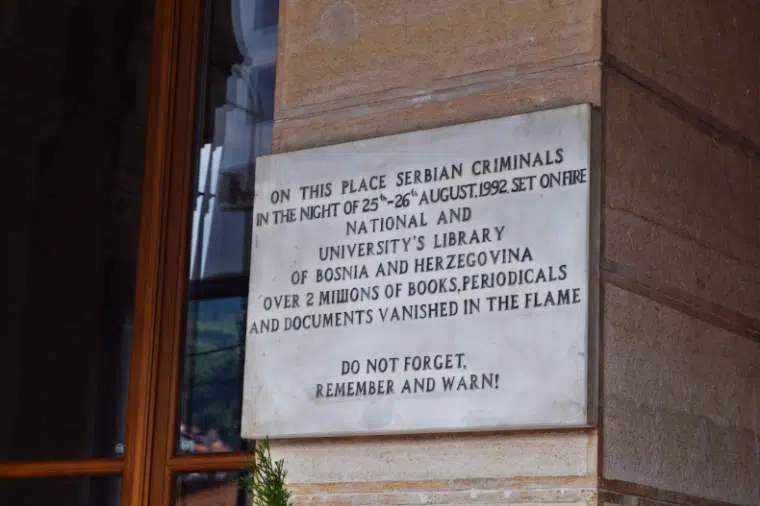 ON THIS PLACE SERBIAN CRIMINALS
IN THE NIGHT OF 25th-26th AUGUST,1992. SET ON FIRE
NATIONAL AND
UNIVERSITY'S LIBRARY
OF BOSNIA AND HERZEGOVINA
OVER 2 MILLIONS OF BOOKS,PERIODICALS
AND DOCUMENTS VANISHED IN THE FLAME
DO NOT FORGET,
REMEMBER AND WARN!